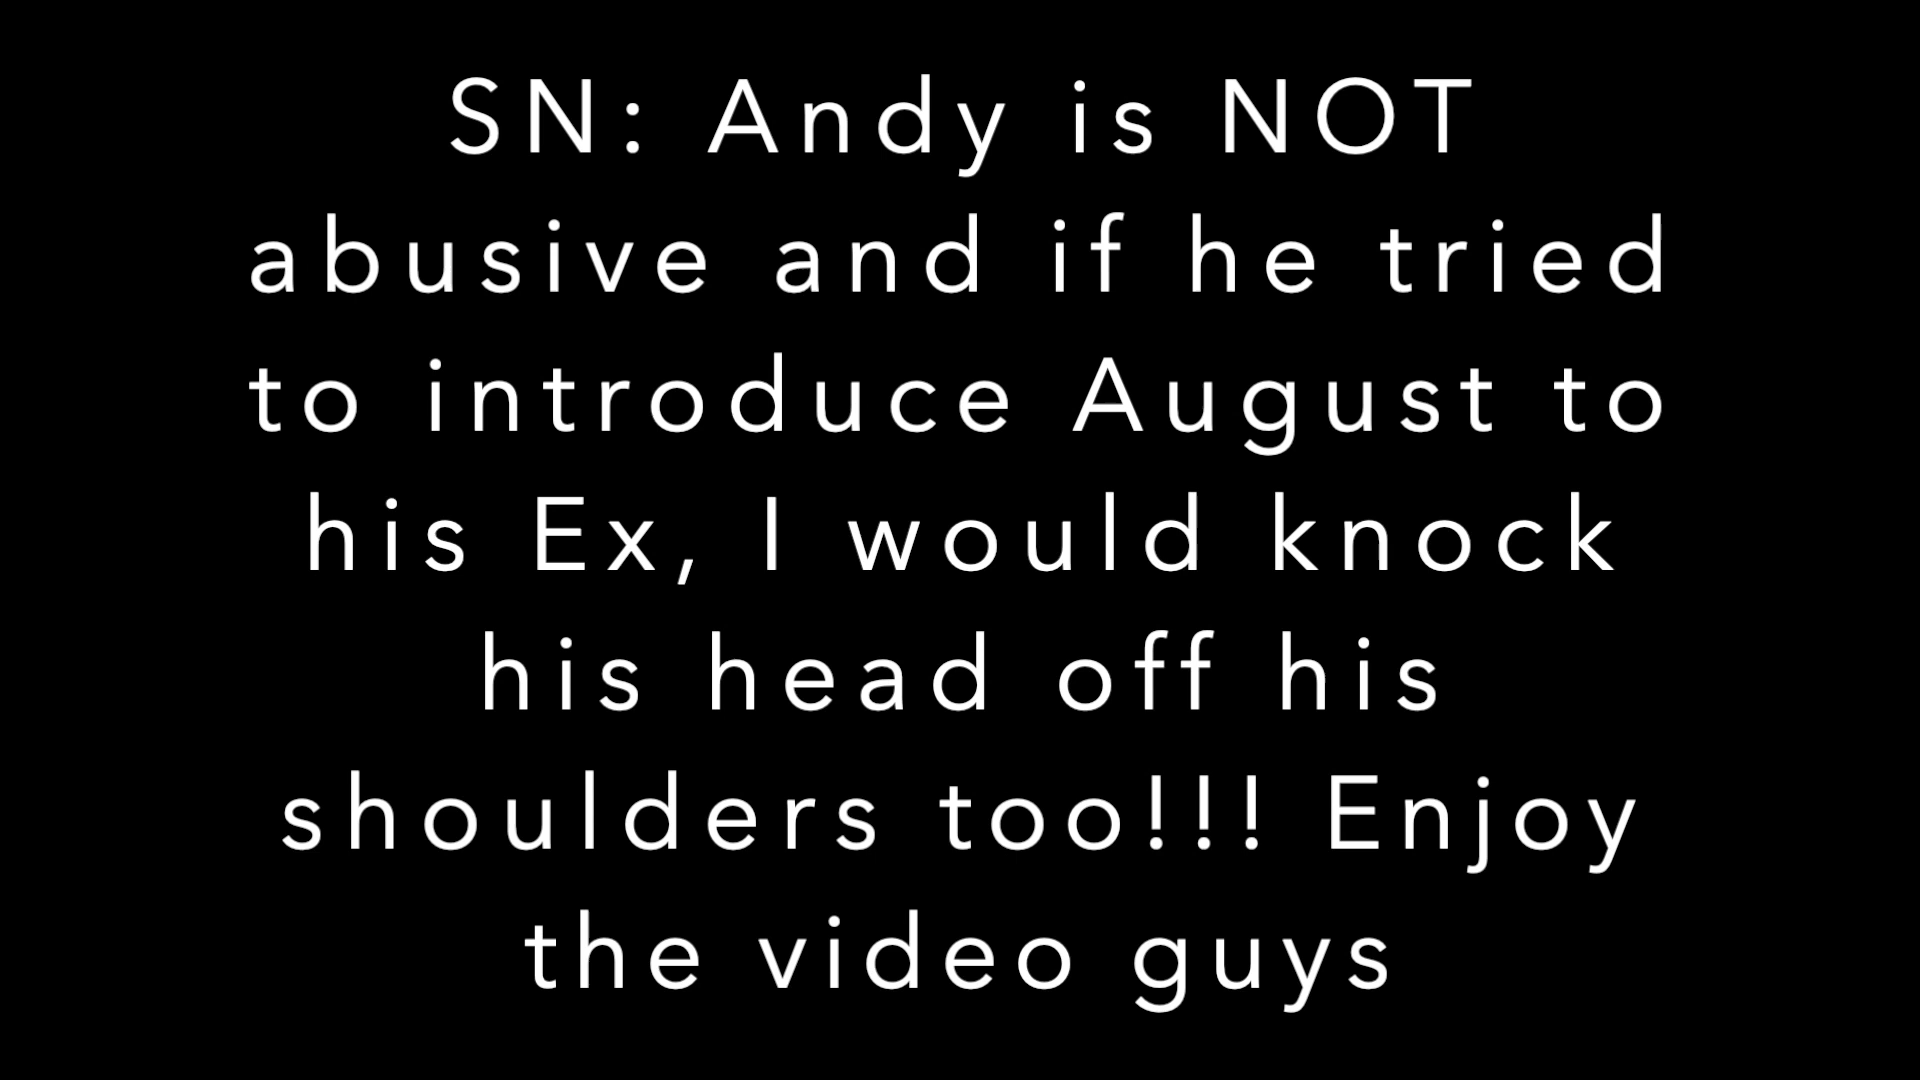 SN: Andy is NOT
abusive and if he tried
to introduce August to
his Ex, I would knock
his head off his
shoulders too!!! Enjoy
the video guys